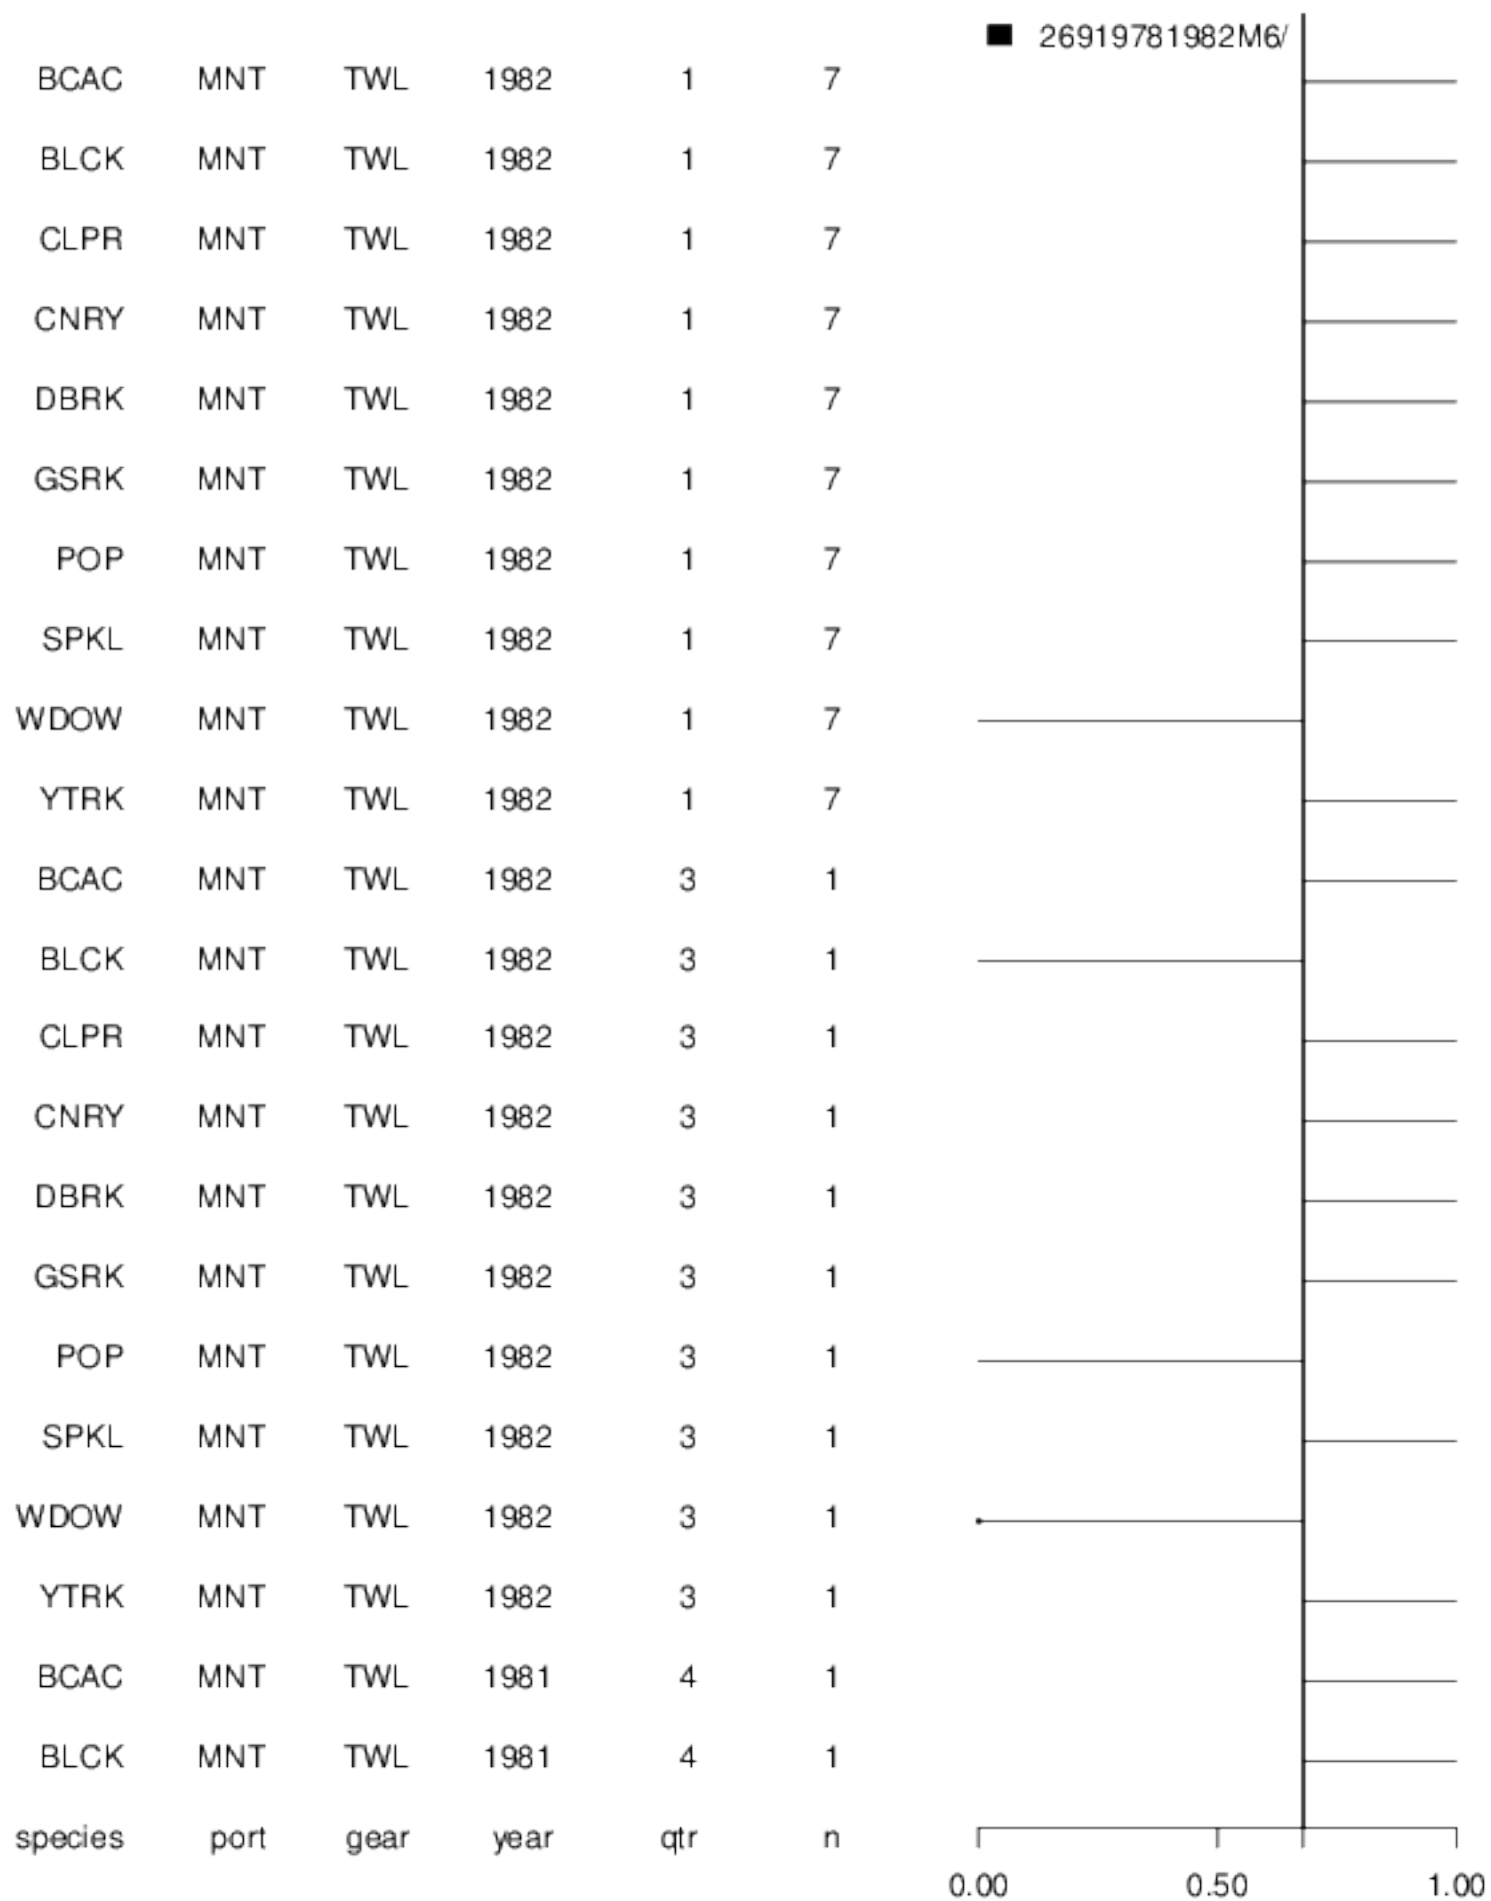 26919781982M6/
BCAC MNT TWL 1982 1 7
BLCK MNT TWL 1982 1 7
CLPR MNT TWL 1982 1 7
CNRY MNT TWL 1982 1 7
DBRK MNT TWL 1982 1 7
GSRK MNT TWL 1982 1 7
POP MNT TWL 1982 1 7
SPKL MNT TWL 1982 1 7
WDOW MNT TWL 1982 1 7
YTRK MNT TWL 1982 1 7
BCAC MNT TWL 1982 3 1
BLCK MNT TWL 1982 3 1
CLPR MNT TWL 1982 3 1
CNRY MNT TWL 1982 3 1
DBRK MNT TWL 1982 3 1
GSRK MNT TWL 1982 3 1
POP MNT TWL 1982 3 1
SPKL MNT TWL 1982 3 1
WDOW MNT TWL 1982 3 1
YTRK MNT TWL 1982 3 1
BCAC MNT TWL 1981 4 1
BLCK MNT TWL 1981 4 1
species port gear year qtr n
0.00 0.50 1.00